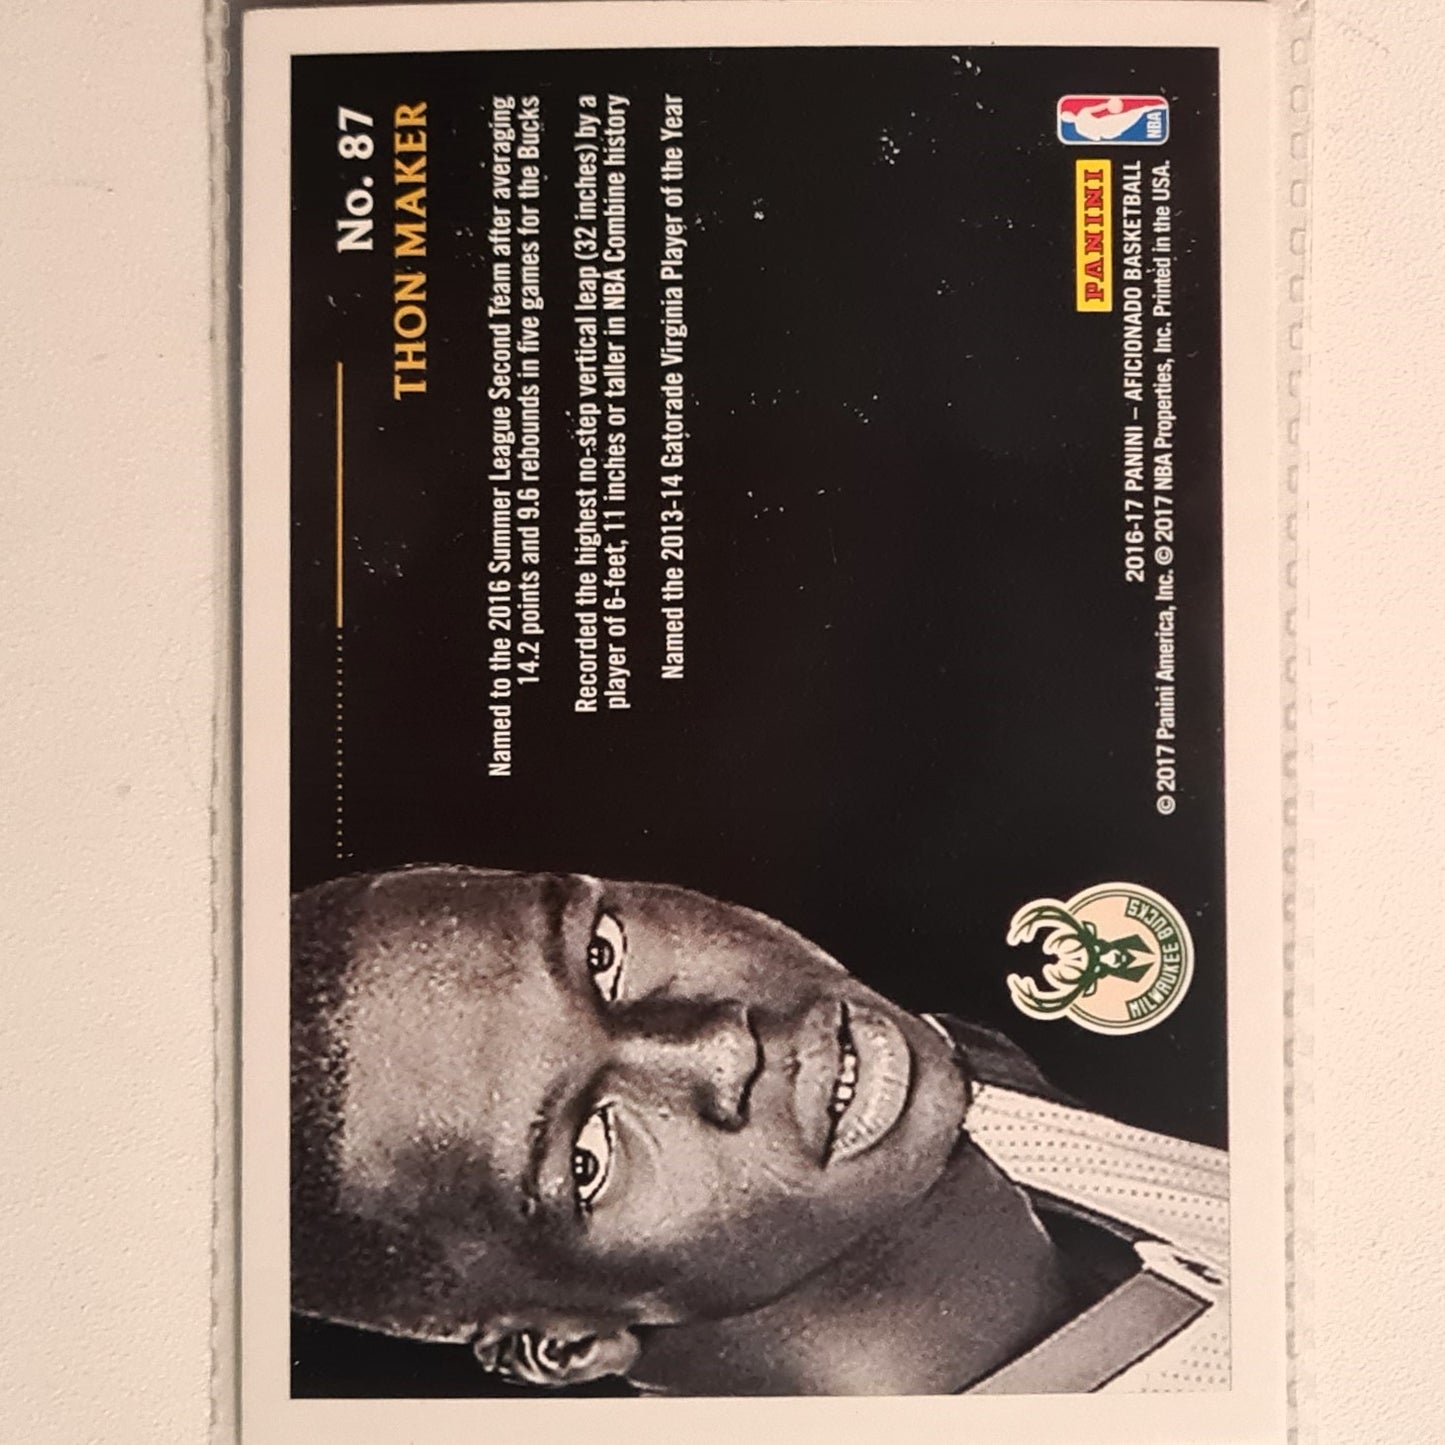 No. 87
THON MAKER
Named to the 2016 Summer League Second Team after averaging
14.2 points and 9.6 rebounds in five games for the Bucks
Recorded the highest no-step vertical leap (32 inches) by a
player of 6-feet, 11 inches or taller in NBA Combine history
Named the 2013-14 Gatorade Virginia Player of the Year
MILWAUKEE BUCKS
PANINI
NBA
2016-17 PANINI – AFICIONADO BASKETBALL
© 2017 Panini America, Inc. © 2017 NBA Properties, Inc. Printed in the USA.